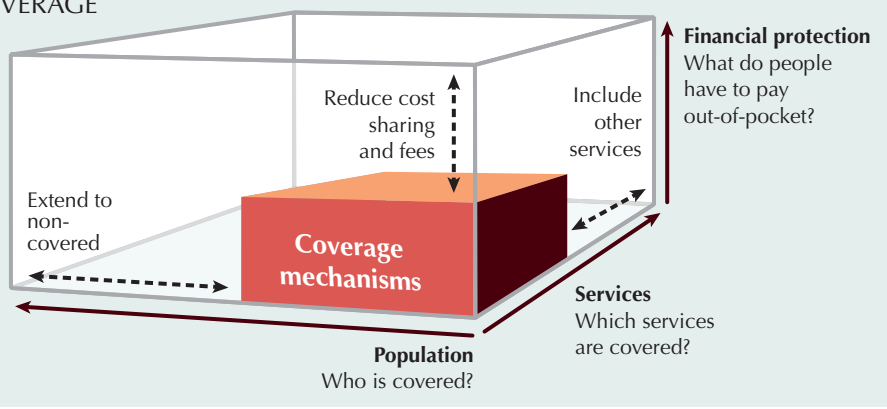 Financial protection
What do people
have to pay
out-of-pocket?
Reduce cost
sharing
and fees
Include
other
services
Extend to
non-
covered
Coverage
mechanisms
Services
Which services
are covered?
Population
Who is covered?